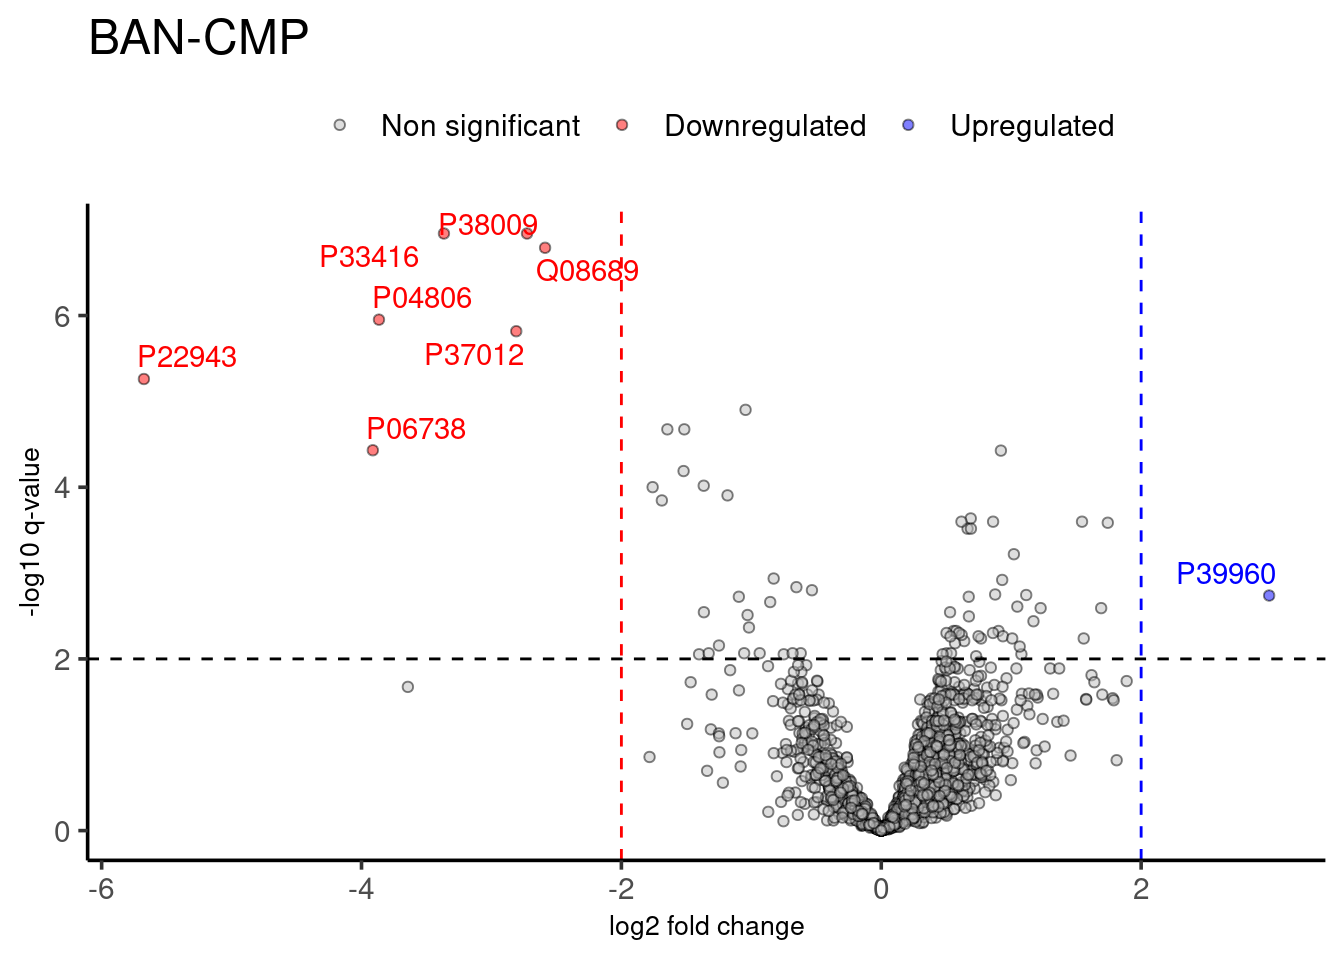 BAN-CMP
Non significant Downregulated Upregulated
P38009
P33416
Q08689
P04806
P37012
P22943
P06738
P39960
-log10 q-value
6
4
2
0
-6 -4 -2 0 2
log2 fold change